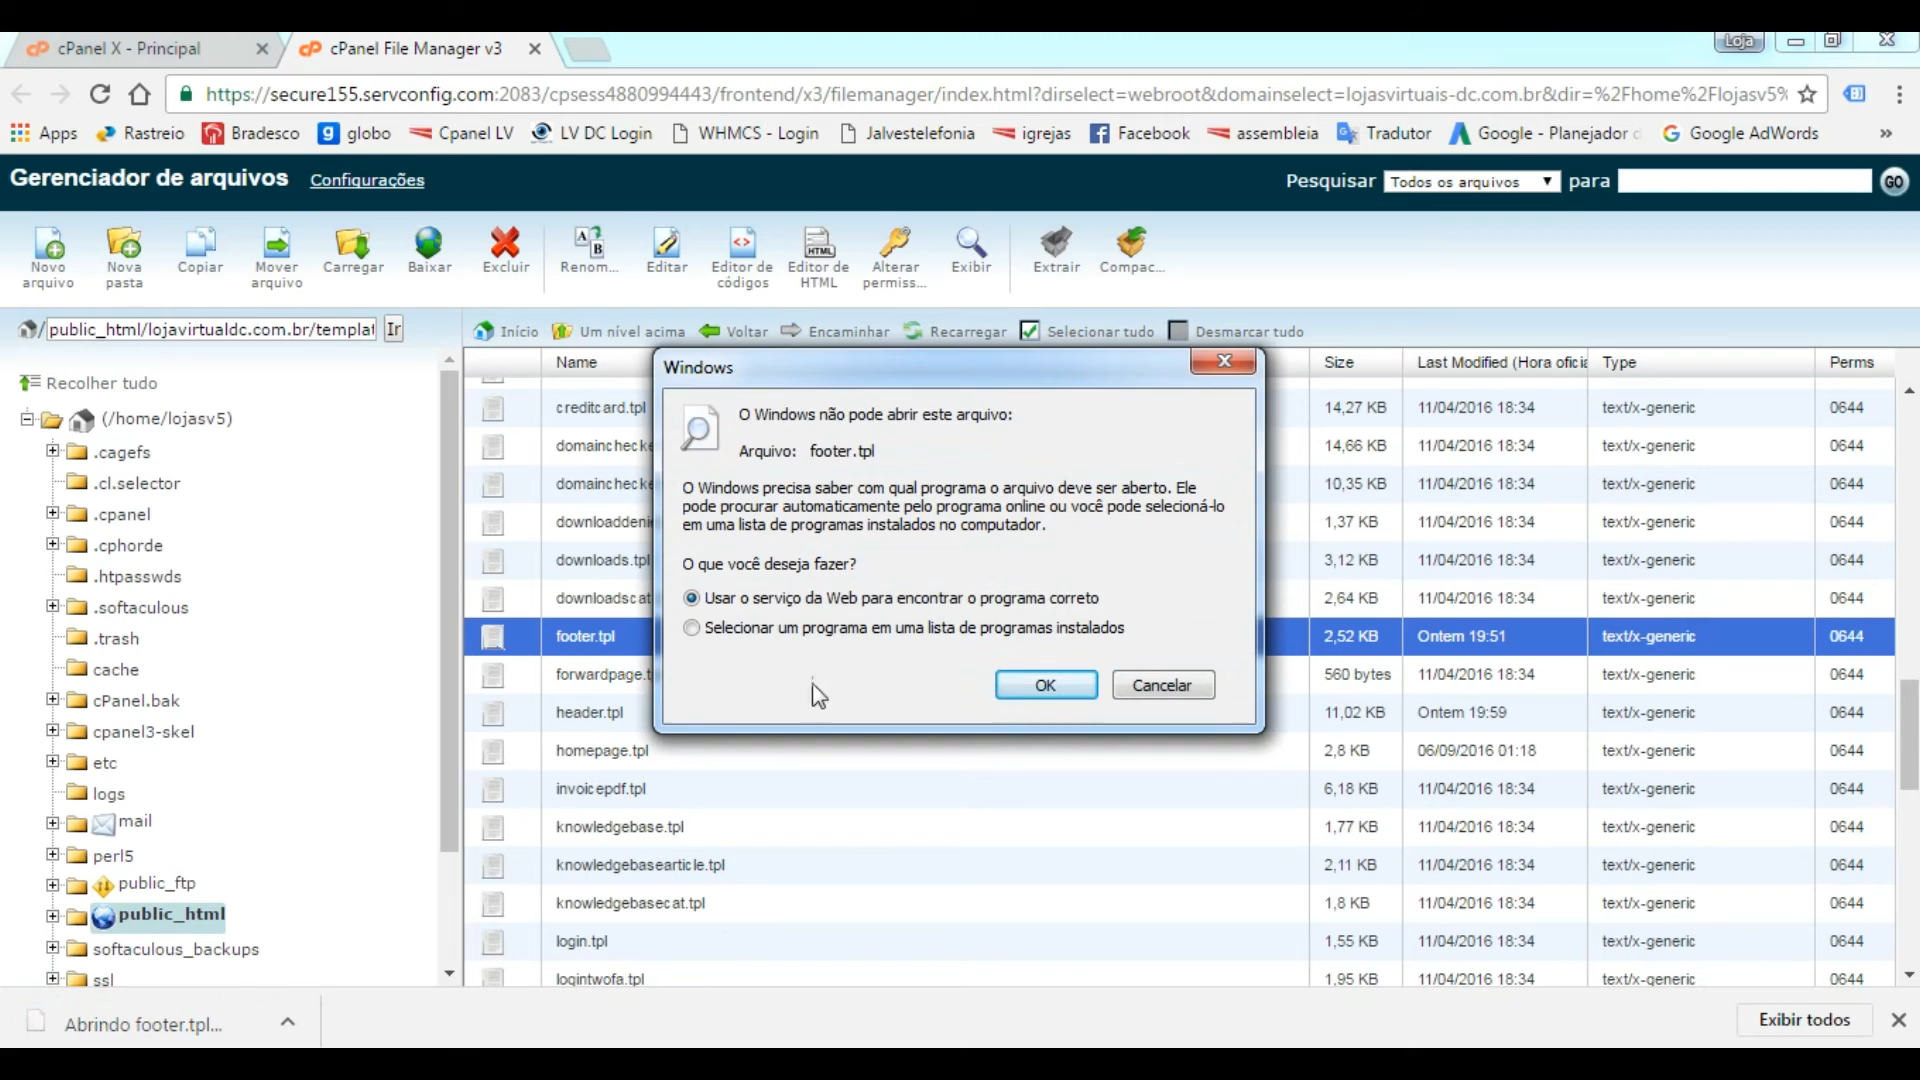 cPanel X - Principal
cPanel File Manager v3
Loja
https://secure155.servconfig.com:2083/cpsess4880994443/frontend/x3/filemanager/index.html?dirselect=webroot&domainselect=lojasvirtuais-dc.com.br&dir=%2Fhome%2Flojasv5%
Apps Rastreio Bradesco globo Cpanel LV LV DC Login WHMCS - Login Jalvestelefonia igrejas Facebook assembleia Tradutor Google - Planejador Google AdWords »
Gerenciador de arquivos Configurações
Pesquisar Todos os arquivos para GO
Novo arquivo
Nova pasta
Copiar
Mover arquivo
Carregar
Baixar
Excluir
Renom...
Editar
Editor de códigos
Editor de HTML
Alterar permiss...
Exibir
Extrair
Compac...
/ public_html/lojavirtualdc.com.br/templat Ir
Recolher tudo
(/home/lojasv5)
.cagefs
.cl.selector
.cpanel
.cphorde
.htpasswds
.softaculous
.trash
cache
cPanel.bak
cpanel3-skel
etc
logs
mail
perl5
public_ftp
public_html
softaculous_backups
ssl
Início Um nível acima Voltar Encaminhar Recarregar Selecionar tudo Desmarcar tudo
Name Size Last Modified (Hora oficia Type Perms
creditcard.tpl 14,27 KB 11/04/2016 18:34 text/x-generic 0644
domainchecke 14,66 KB 11/04/2016 18:34 text/x-generic 0644
domainchecke 10,35 KB 11/04/2016 18:34 text/x-generic 0644
downloaddeni 1,37 KB 11/04/2016 18:34 text/x-generic 0644
downloads.tpl 3,12 KB 11/04/2016 18:34 text/x-generic 0644
downloadscat 2,64 KB 11/04/2016 18:34 text/x-generic 0644
footer.tpl 2,52 KB Ontem 19:51 text/x-generic 0644
forwardpage.t 560 bytes 11/04/2016 18:34 text/x-generic 0644
header.tpl 11,02 KB Ontem 19:59 text/x-generic 0644
homepage.tpl 2,8 KB 06/09/2016 01:18 text/x-generic 0644
invoicepdf.tpl 6,18 KB 11/04/2016 18:34 text/x-generic 0644
knowledgebase.tpl 1,77 KB 11/04/2016 18:34 text/x-generic 0644
knowledgebasearticle.tpl 2,11 KB 11/04/2016 18:34 text/x-generic 0644
knowledgebasecat.tpl 1,8 KB 11/04/2016 18:34 text/x-generic 0644
login.tpl 1,55 KB 11/04/2016 18:34 text/x-generic 0644
logintwofa.tpl 1,95 KB 11/04/2016 18:34 text/x-generic 0644
Windows
O Windows não pode abrir este arquivo:
Arquivo: footer.tpl
O Windows precisa saber com qual programa o arquivo deve ser aberto. Ele
pode procurar automaticamente pelo programa online ou você pode selecioná-lo
em uma lista de programas instalados no computador.
O que você deseja fazer?
Usar o serviço da Web para encontrar o programa correto
Selecionar um programa em uma lista de programas instalados
OK Cancelar
Abrindo footer.tpl...
Exibir todos